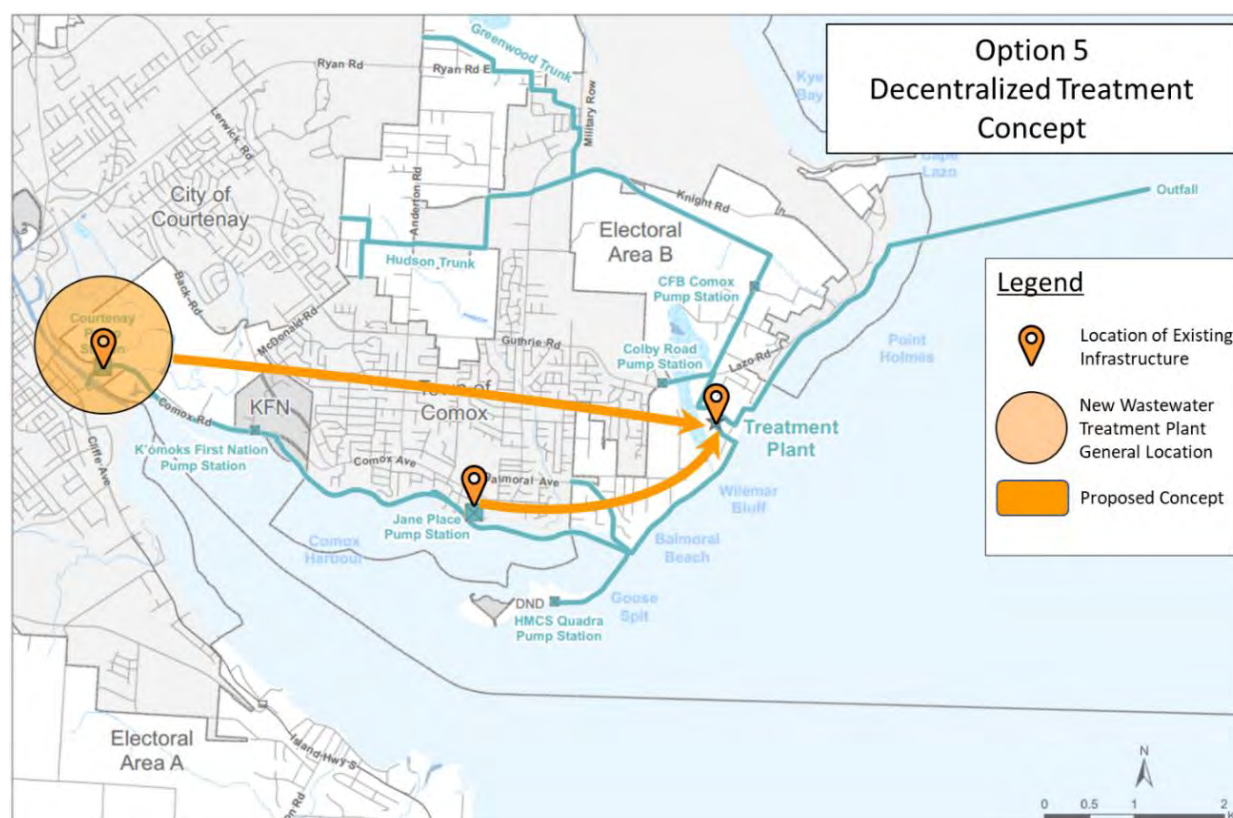 Option 5
Decentralized Treatment
Concept
Greenwood Trunk
Ryan Rd
Ryan Rd E
Lerwick Rd
Military Row
Kye
Bay
Cape
Lazo
City of
Courtenay
Anderton Rd
Knight Rd
Outfall
Electoral
Area B
Hudson Trunk
Back Rd
CFB Comox
Pump Station
Courtenay
Station
McDonald Rd
Guthrie Rd
Colby Road
Pump Station
Lazo Rd
Point
Holmes
Town of
Comox
KFN
Comox Rd
Treatment
Plant
Cliffe Ave
K'omoks First Nation
Pump Station
Comox Ave
Balmoral Ave
Wilemar
Bluff
Jane Place
Pump Station
Balmoral
Beach
Comox
Harbour
Goose
Spit
DND
HMCS Quadra
Pump Station
Electoral
Area A
Island Hwy S
Legend
Location of Existing
Infrastructure
New Wastewater
Treatment Plant
General Location
Proposed Concept
N
0 0.5 1 2